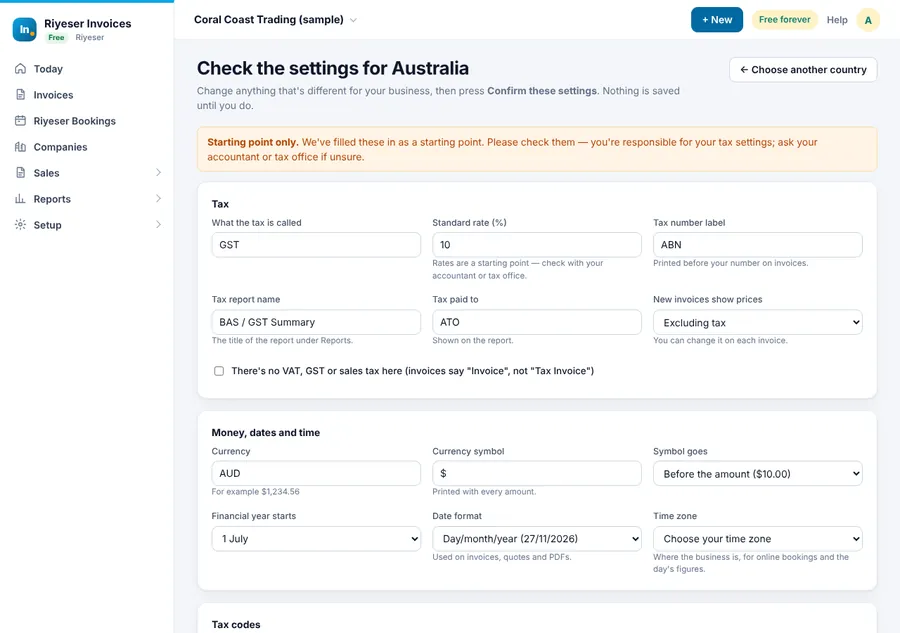 In
Riyeser Invoices
Free Riyeser
Today
Invoices
Riyeser Bookings
Companies
Sales
Reports
Setup
Coral Coast Trading (sample)
+ New
Free forever
Help
A
Check the settings for Australia
← Choose another country
Change anything that's different for your business, then press Confirm these settings. Nothing is saved
until you do.
Starting point only. We've filled these in as a starting point. Please check them — you're responsible for your tax settings; ask your
accountant or tax office if unsure.
Tax
What the tax is called
GST
Standard rate (%)
10
Rates are a starting point — check with your
accountant or tax office.
Tax number label
ABN
Printed before your number on invoices.
Tax report name
BAS / GST Summary
The title of the report under Reports.
Tax paid to
ATO
Shown on the report.
New invoices show prices
Excluding tax
You can change it on each invoice.
There's no VAT, GST or sales tax here (invoices say "Invoice", not "Tax Invoice")
Money, dates and time
Currency
AUD
For example $1,234.56
Currency symbol
$
Printed with every amount.
Symbol goes
Before the amount ($10.00)
Financial year starts
1 July
Date format
Day/month/year (27/11/2026)
Used on invoices, quotes and PDFs.
Time zone
Choose your time zone
Where the business is, for online bookings and the
day's figures.
Tax codes